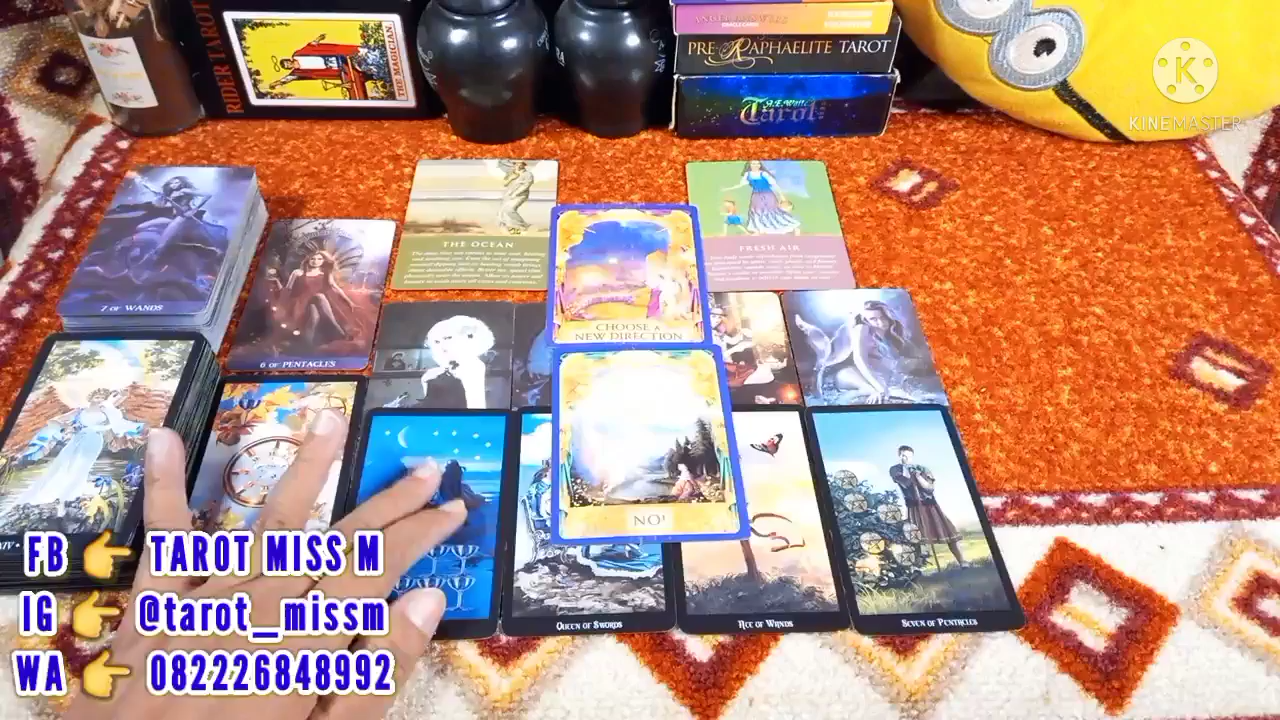 RIDER TAROT
THE MAGICIAN
PRE-RAPHAELITE TAROT
Tarot
KINEMASTER
7 OF WANDS
6 OF PENTACLES
THE OCEAN
CHOOSE A
NEW DIRECTION
FRESH AIR
NO!
QUEEN OF SWORDS
ACE OF WANDS
SEVEN OF PENTACLES
FB 👉 TAROT MISS M
IG 👉 @tarot_missm
WA 👉 082226848992